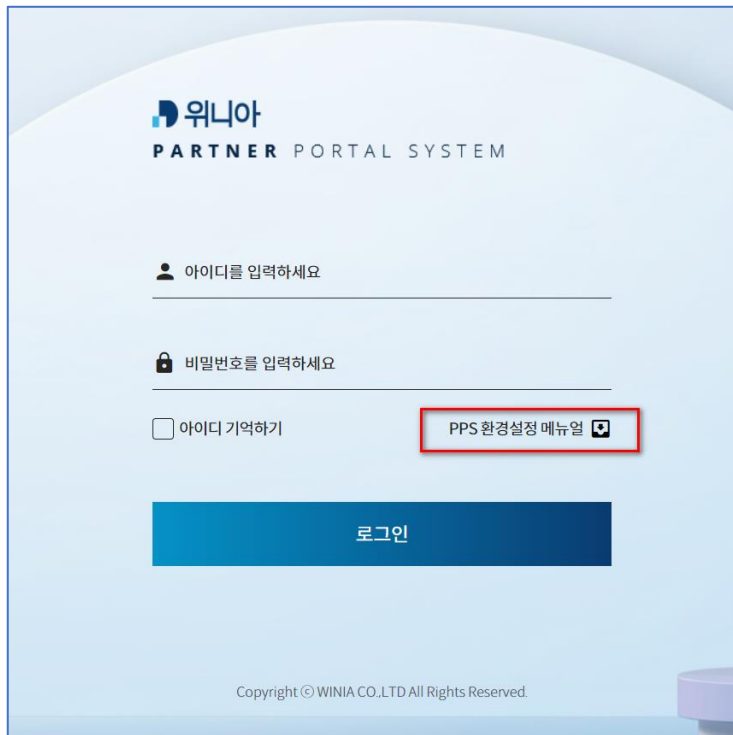 위니아
PARTNER PORTAL SYSTEM
아이디를 입력하세요
비밀번호를 입력하세요
아이디 기억하기 PPS 환경설정 메뉴얼
로그인
Copyright ⓒ WINIA CO.,LTD All Rights Reserved.